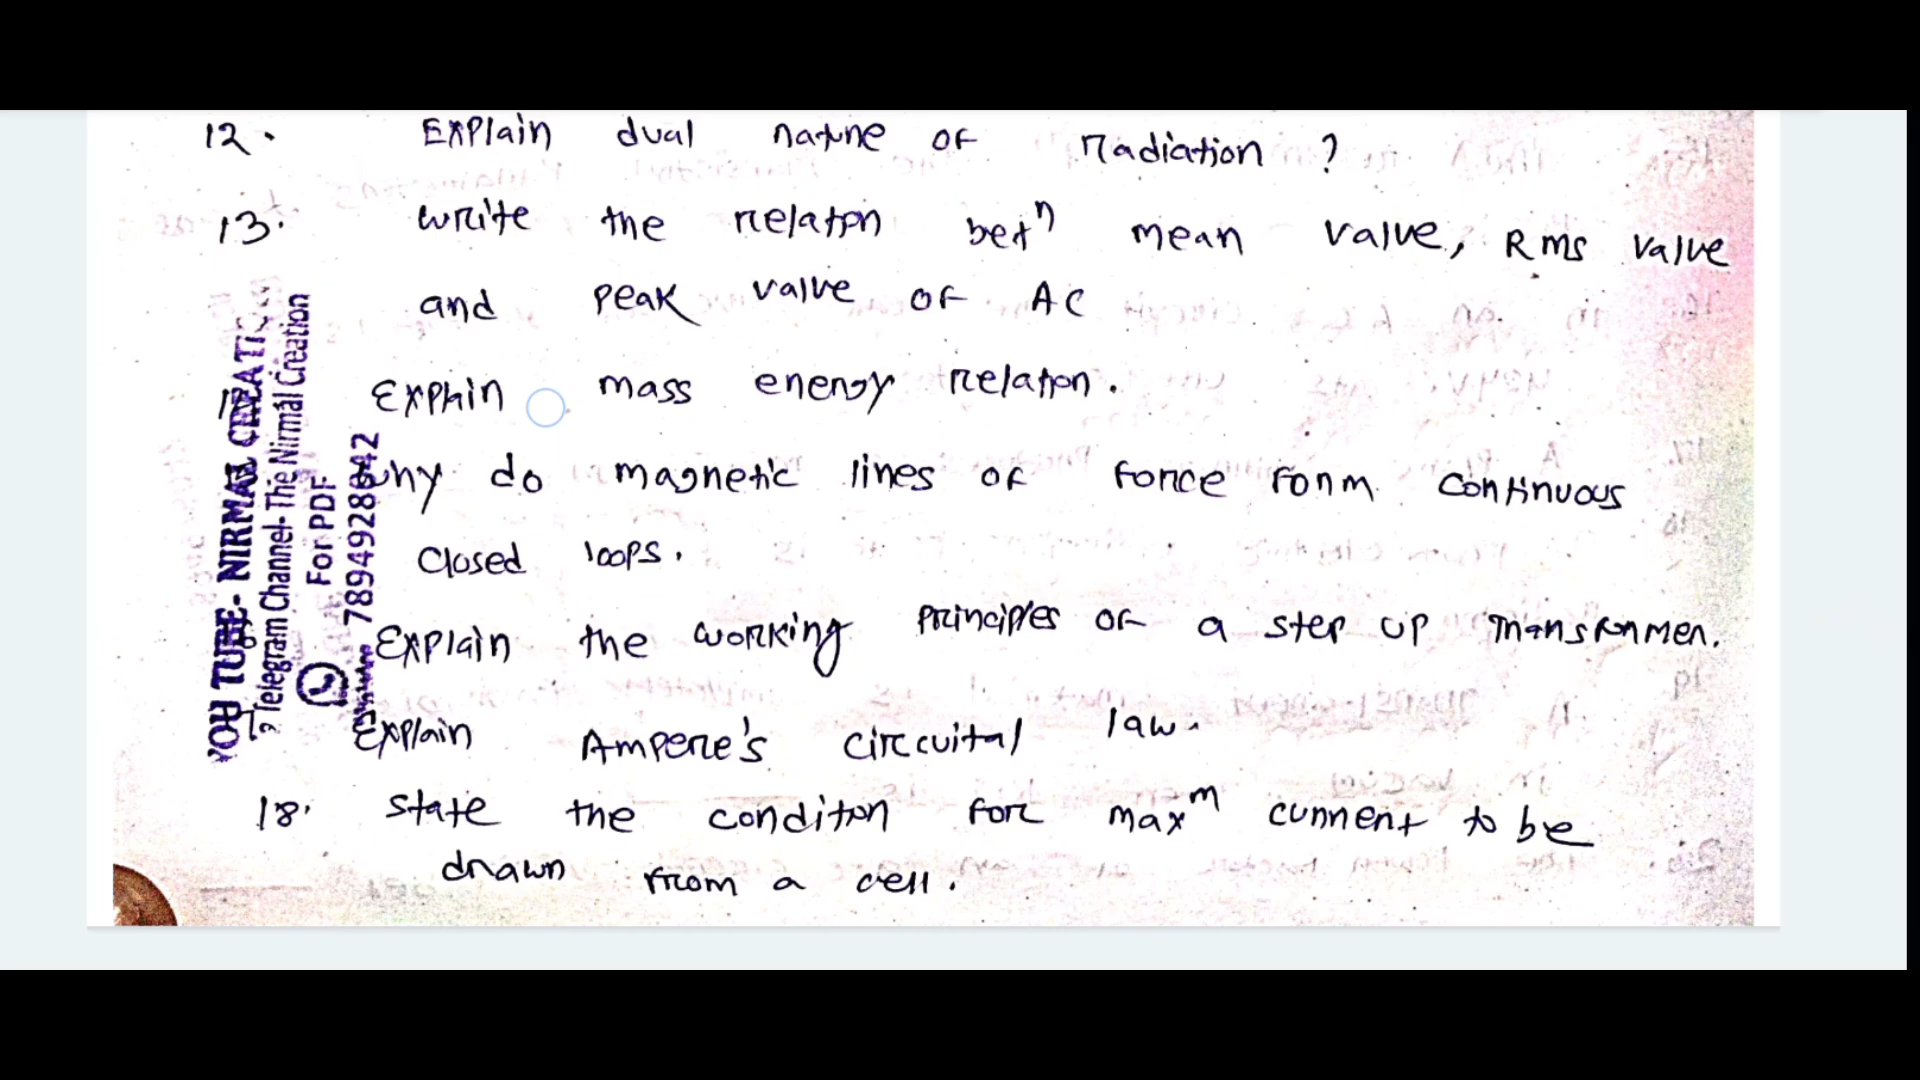 12. Explain dual nature of radiation ?
13. Write the relation betn mean value, Rms value
and peak value of AC
Explain mass energy relation.
why do magnetic lines of force form continuous
closed loops.
Explain the working principles of a step up transformer.
Explain Ampere's circuital law.
18. state the condition for maxm current to be
drawn from a cell.
YOU TUBE- NIRMAL CREATION
Telegram Channel- The Nirmal Creation
For PDF